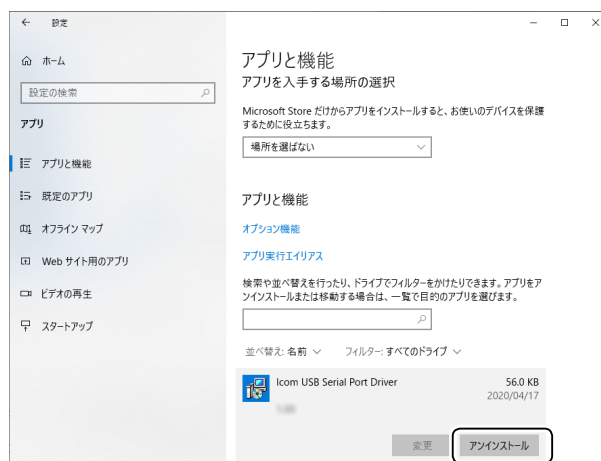 設定
ホーム
設定の検索
アプリ
アプリと機能
既定のアプリ
オフライン マップ
Web サイト用のアプリ
ビデオの再生
スタートアップ
アプリと機能
アプリを入手する場所の選択
Microsoft Store だけからアプリをインストールすると、お使いのデバイスを保護
するために役立ちます。
場所を選ばない
アプリと機能
オプション機能
アプリ実行エイリアス
検索や並べ替えを行ったり、ドライブでフィルターをかけたりできます。アプリをア
ンインストールまたは移動する場合は、一覧で目的のアプリを選びます。
並べ替え: 名前 フィルター: すべてのドライブ
Icom USB Serial Port Driver 56.0 KB
2020/04/17
変更 アンインストール